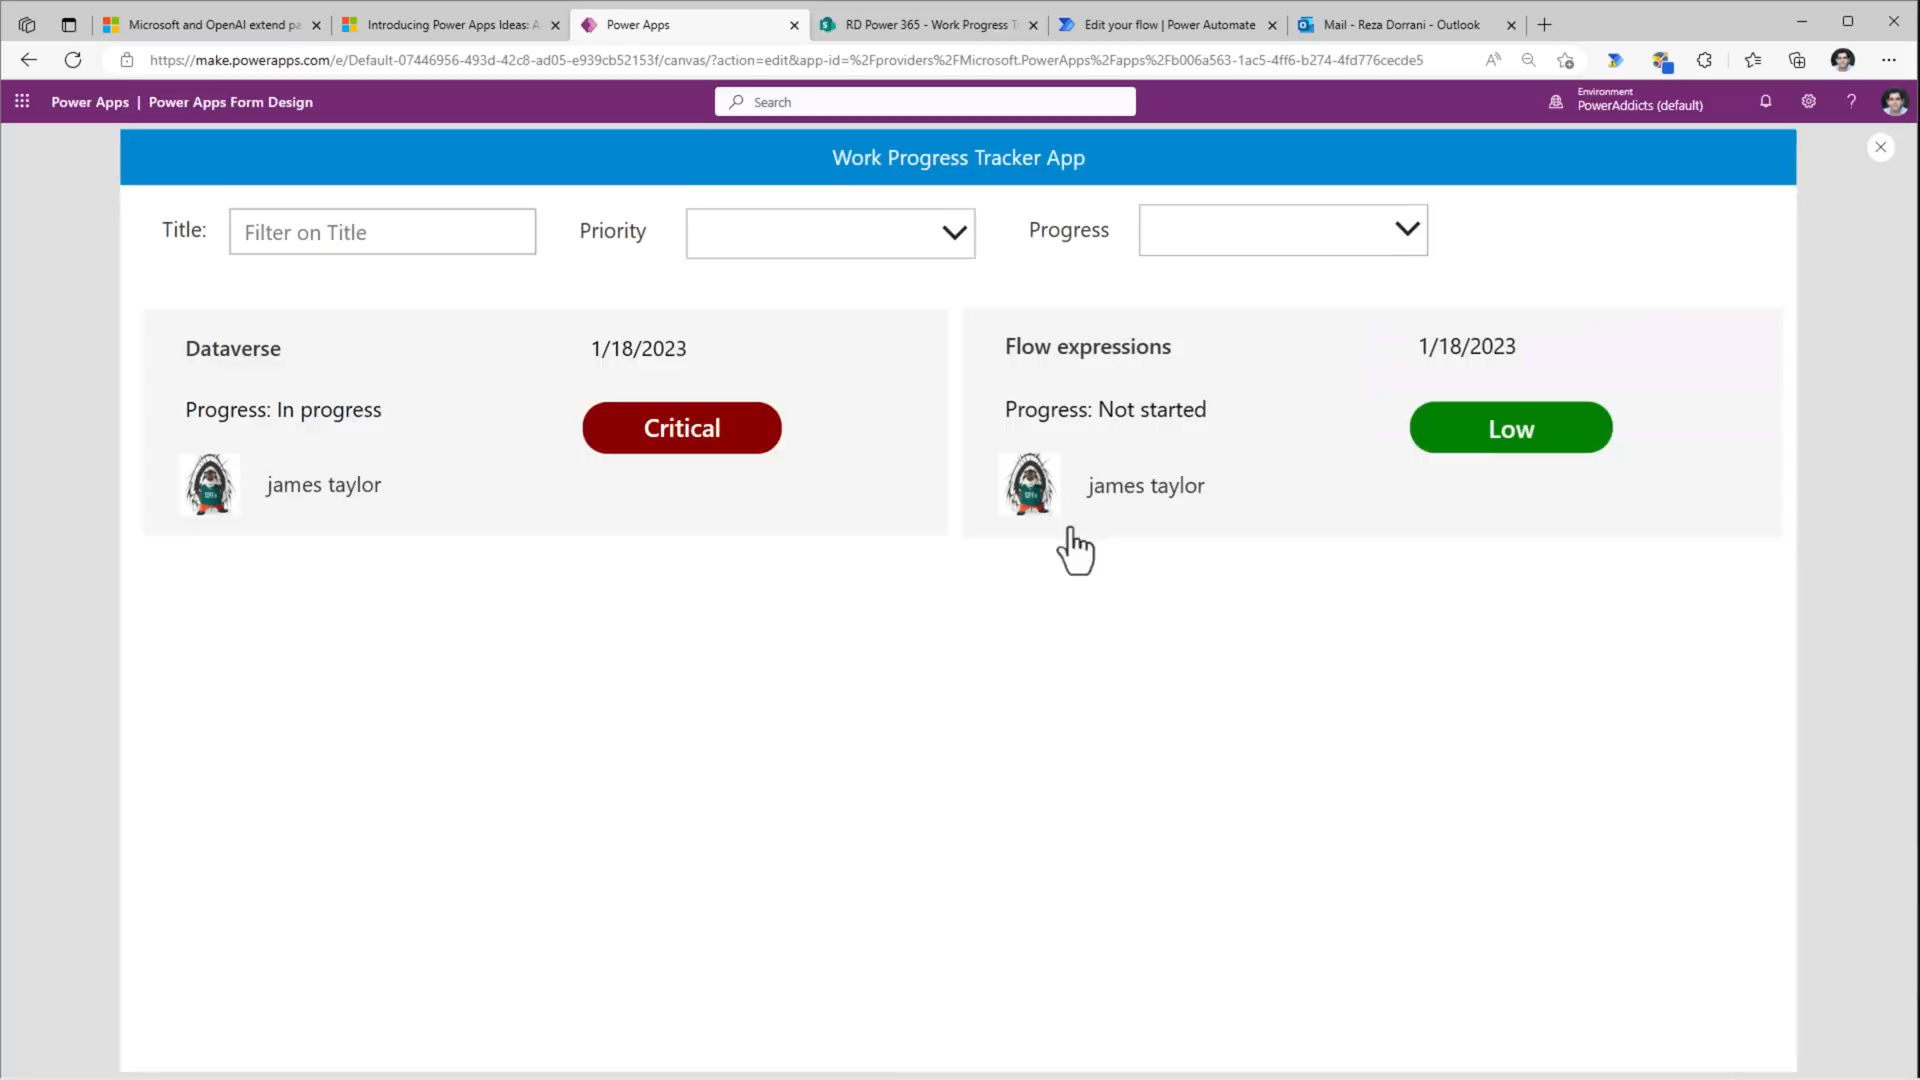 Microsoft and OpenAI extend pa
Introducing Power Apps Ideas: A
Power Apps
RD Power 365 - Work Progress T
Edit your flow | Power Automate
Mail - Reza Dorrani - Outlook
https://make.powerapps.com/e/Default-07446956-493d-42c8-ad05-e939cb52153f/canvas/?action=edit&app-id=%2Fproviders%2FMicrosoft.PowerApps%2Fapps%2Fb006a563-1ac5-4ff6-b274-4fd776cecde5
Power Apps | Power Apps Form Design
Search
Environment
PowerAddicts (default)
Work Progress Tracker App
Title: Filter on Title Priority Progress
Dataverse 1/18/2023
Progress: In progress
Critical
james taylor
Flow expressions 1/18/2023
Progress: Not started
Low
james taylor